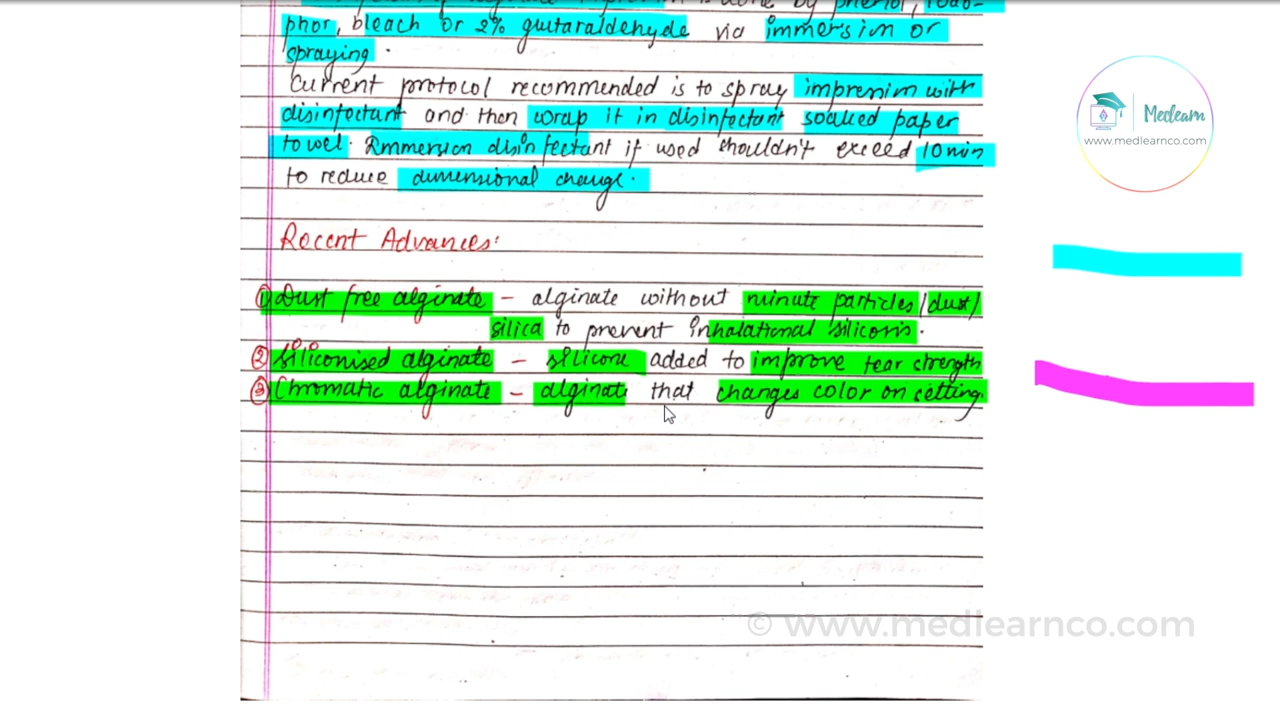 phor, bleach or 2% glutaraldehyde via immersion or
spraying.
Current protocol recommended is to spray impression with
disinfectant and then wrap it in disinfectant soaked paper
towel. Immersion disinfectant if used shouldn't exceed 10 min
to reduce dimensional change.
Recent Advances:
① Dust free alginate - alginate without minute particles/dust/
silica to prevent inhalational silicosis.
② Siliconised alginate - silicone added to improve tear strength
③ Chromatic alginate - alginate that changes color on setting.
Medlearn
www.medlearnco.com
© www.medlearnco.com